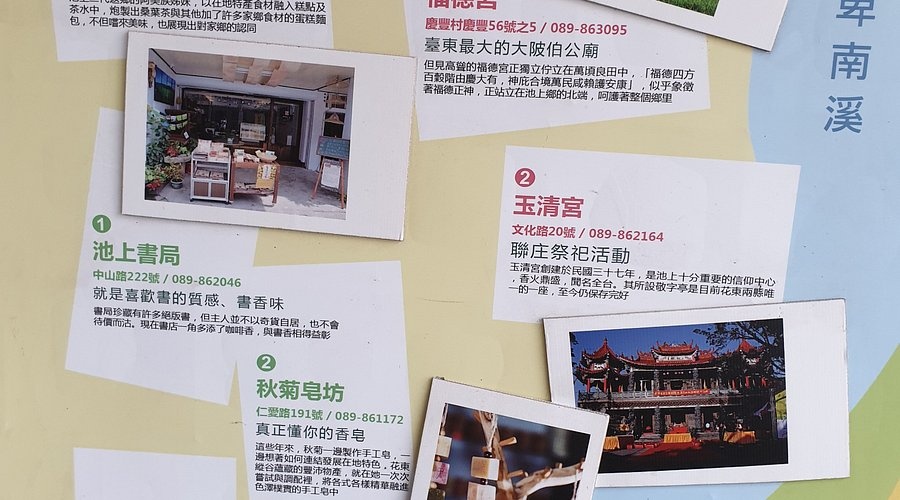 茶水中，炮製出桑葉茶與其他加了許多家鄉食材的蛋糕麵
包，不但嚐來美味，也展現出對家鄉的認同
福德宮
慶豐村慶豐56號之5 / 089-863095
臺東最大的大陂伯公廟
但見高聳的福德宮正獨立佇立在萬頃良田中，「福德四方
百穀階由慶大有，神庇合境萬民咸賴護安康」，似乎象徵
著福德正神，正站立在池上鄉的北端，呵護著整個鄉里
卑南溪
1
池上書局
中山路222號 / 089-862046
就是喜歡書的質感、書香味
書局珍藏有許多絕版書，但主人並不以奇貨自居，也不會
待價而沽。現在書店一角多添了咖啡香，與書香相得益彰
2
玉清宮
文化路20號 / 089-862164
聯庄祭祀活動
玉清宮創建於民國三十七年，是池上十分重要的信仰中心
，香火鼎盛，聞名全台。其所設敬字亭是目前花東兩縣唯
一的一座，至今仍保存完好
2
秋菊皂坊
仁愛路191號 / 089-861172
真正懂你的香皂
這些年來，秋菊一邊製作手工皂，一
邊想著如何連結發展在地特色，花東
縱谷蘊藏的豐沛物產，就在她一次次
嘗試與調配裡，將各式各樣精華融進
色澤樸實的手工皂中